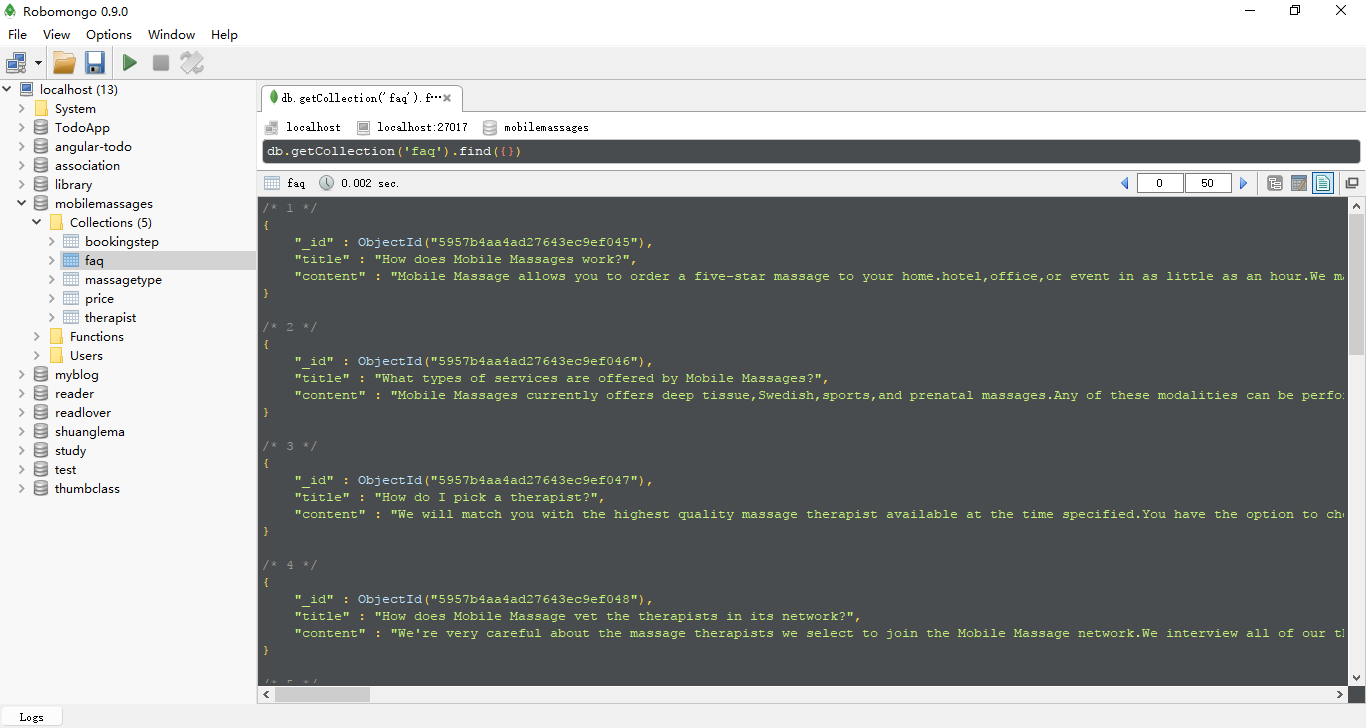 Robomongo 0.9.0
File View Options Window Help
localhost (13)
System
TodoApp
angular-todo
association
library
mobilemassages
Collections (5)
bookingstep
faq
massagetype
price
therapist
Functions
Users
myblog
reader
readlover
shuanglema
study
test
thumbclass
db.getCollection('faq').f...
localhost localhost:27017 mobilemassages
db.getCollection('faq').find({})
faq 0.002 sec. 0 50
/* 1 */
{
"_id" : ObjectId("5957b4aa4ad27643ec9ef045"),
"title" : "How does Mobile Massages work?",
"content" : "Mobile Massage allows you to order a five-star massage to your home.hotel,office,or event in as little as an hour.We
}
/* 2 */
{
"_id" : ObjectId("5957b4aa4ad27643ec9ef046"),
"title" : "What types of services are offered by Mobile Massages?",
"content" : "Mobile Massages currently offers deep tissue,Swedish,sports,and prenatal massages.Any of these modalities can be perfo
}
/* 3 */
{
"_id" : ObjectId("5957b4aa4ad27643ec9ef047"),
"title" : "How do I pick a therapist?",
"content" : "We will match you with the highest quality massage therapist available at the time specified.You have the option to ch
}
/* 4 */
{
"_id" : ObjectId("5957b4aa4ad27643ec9ef048"),
"title" : "How does Mobile Massage vet the therapists in its network?",
"content" : "We're very careful about the massage therapists we select to join the Mobile Massage network.We interview all of our
}
Logs